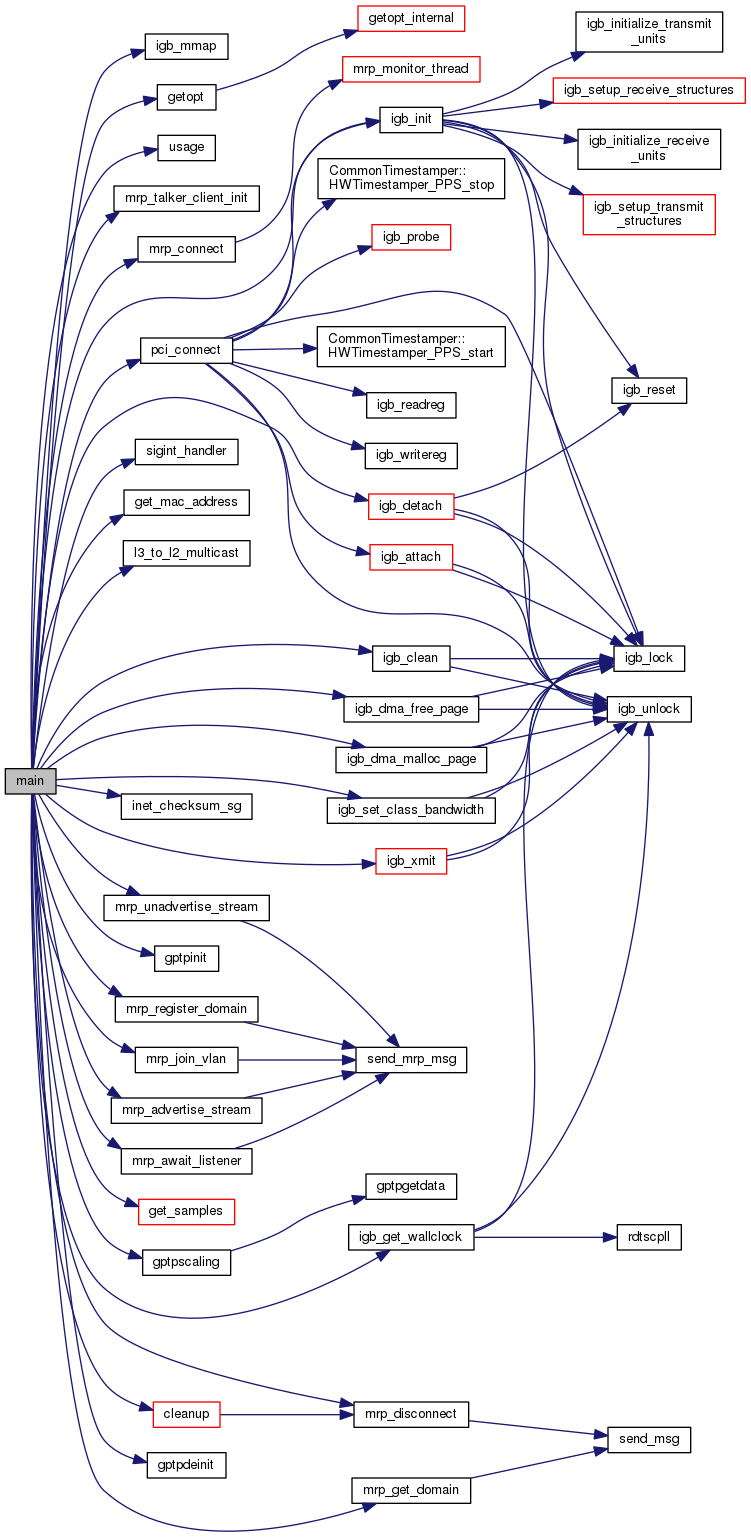 getopt_internal
igb_initialize_transmit
_units
igb_mmap
mrp_monitor_thread
igb_setup_receive_structures
getopt
igb_init
igb_initialize_receive
_units
usage
CommonTimestamper::
HWTimestamper_PPS_stop
mrp_talker_client_init
igb_setup_transmit
_structures
igb_probe
mrp_connect
CommonTimestamper::
HWTimestamper_PPS_start
pci_connect
igb_reset
igb_readreg
sigint_handler
igb_writereg
get_mac_address
igb_detach
l3_to_l2_multicast
igb_attach
igb_clean
igb_lock
igb_dma_free_page
igb_unlock
igb_dma_malloc_page
main
inet_checksum_sg
igb_set_class_bandwidth
igb_xmit
mrp_unadvertise_stream
gptpinit
mrp_register_domain
mrp_join_vlan
send_mrp_msg
mrp_advertise_stream
mrp_await_listener
gptpgetdata
get_samples
igb_get_wallclock
rdtscpll
gptpscaling
cleanup
mrp_disconnect
send_msg
gptpdeinit
mrp_get_domain